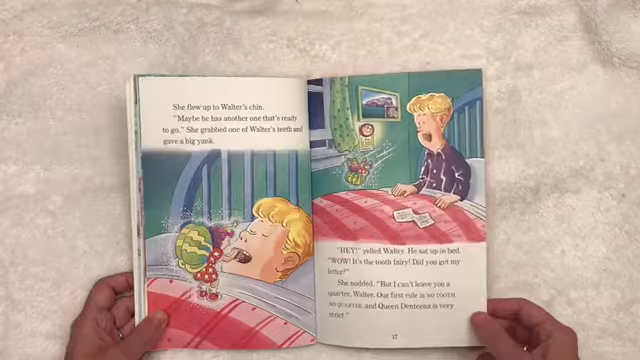 She flew up to Walter's chin.
"Maybe he has another one that's ready
to go." She grabbed one of Walter's teeth and
gave a big yank.
"HEY!" yelled Walter. He sat up in bed.
"WOW! It's the tooth fairy! Did you get my
letter?"
She nodded. "But I can't leave you a
quarter, Walter. Our first rule is NO TOOTH,
NO QUARTER, and Queen Denteena is very
strict."
17